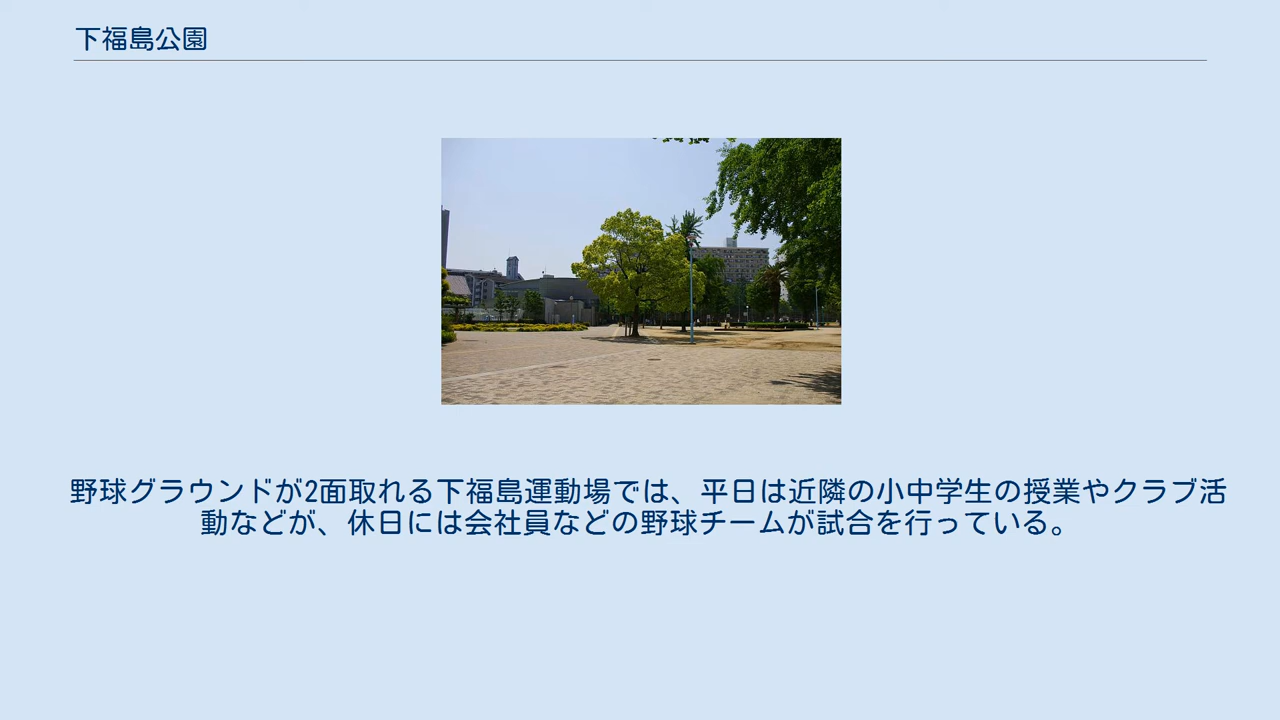 下福島公園
野球グラウンドが2面取れる下福島運動場では、平日は近隣の小中学生の授業やクラブ活
動などが、休日には会社員などの野球チームが試合を行っている。